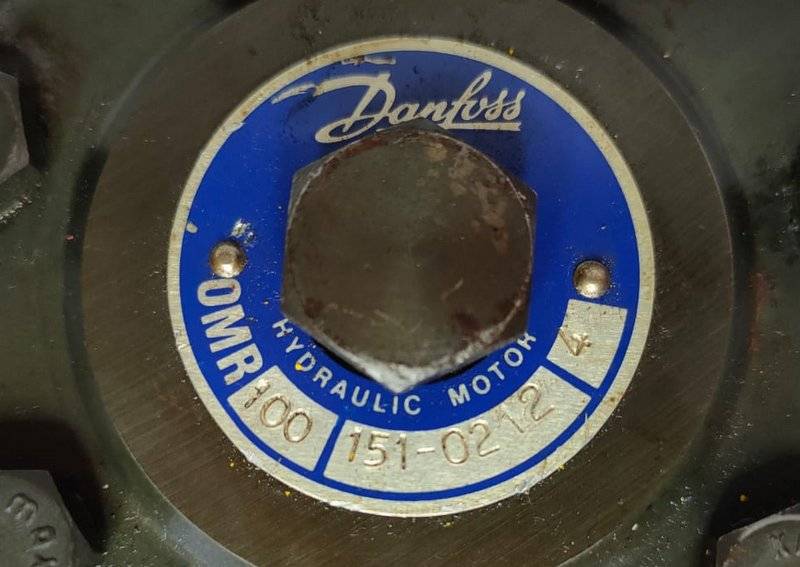 Danfoss
HYDRAULIC MOTOR
OMR 100 151-0212 4